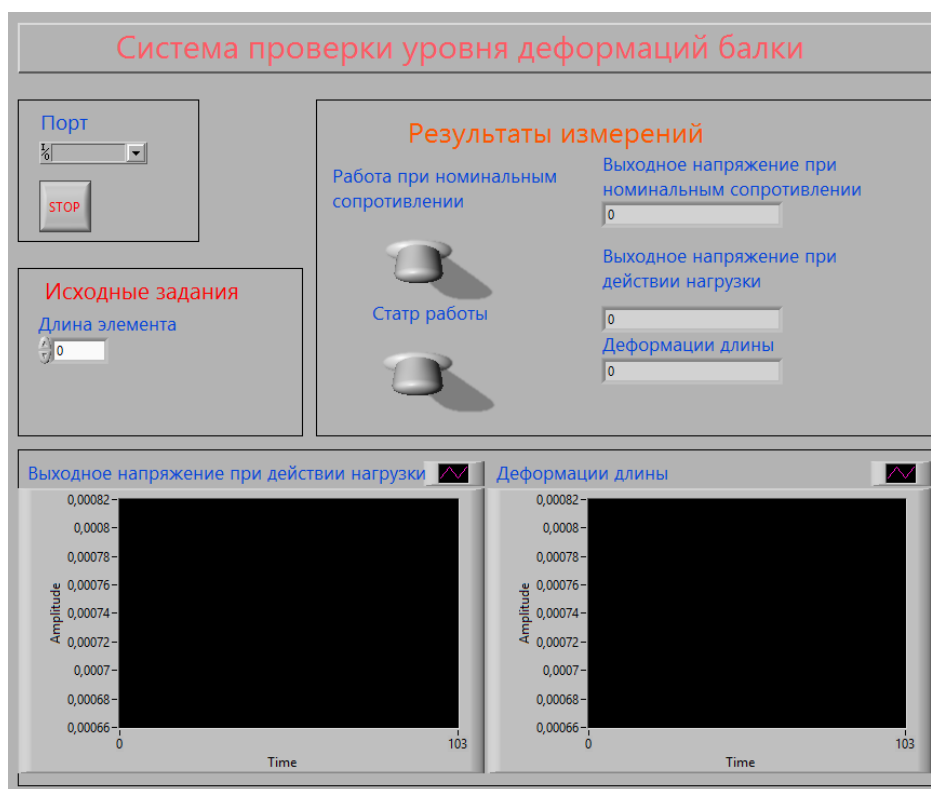 Система проверки уровня деформаций балки
Порт
I/O
STOP
Исходные задания
Длина элемента
0
Результаты измерений
Работа при номинальным
сопротивлении
Статр работы
Выходное напряжение при
номинальным сопротивлении
0
Выходное напряжение при
действии нагрузки
0
Деформации длины
0
Выходное напряжение при действии нагрузки
0,00082
0,0008
0,00078
0,00076
0,00074
0,00072
0,0007
0,00068
0,00066
Amplitude
0
103
Time
Деформации длины
0,00082
0,0008
0,00078
0,00076
0,00074
0,00072
0,0007
0,00068
0,00066
Amplitude
0
103
Time